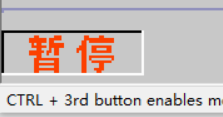 暂停
CTRL + 3rd button enables m